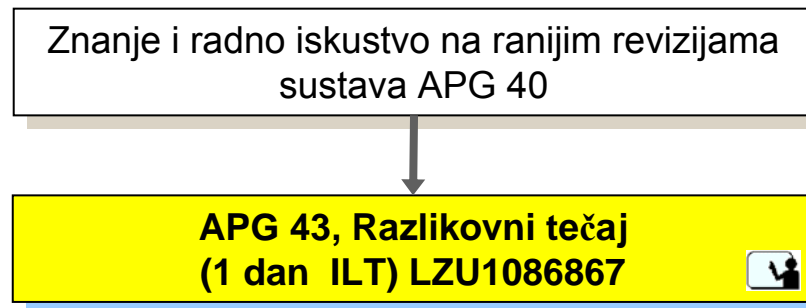 Znanje i radno iskustvo na ranijim revizijama
sustava APG 40
APG 43, Razlikovni tečaj
(1 dan  ILT) LZU1086867